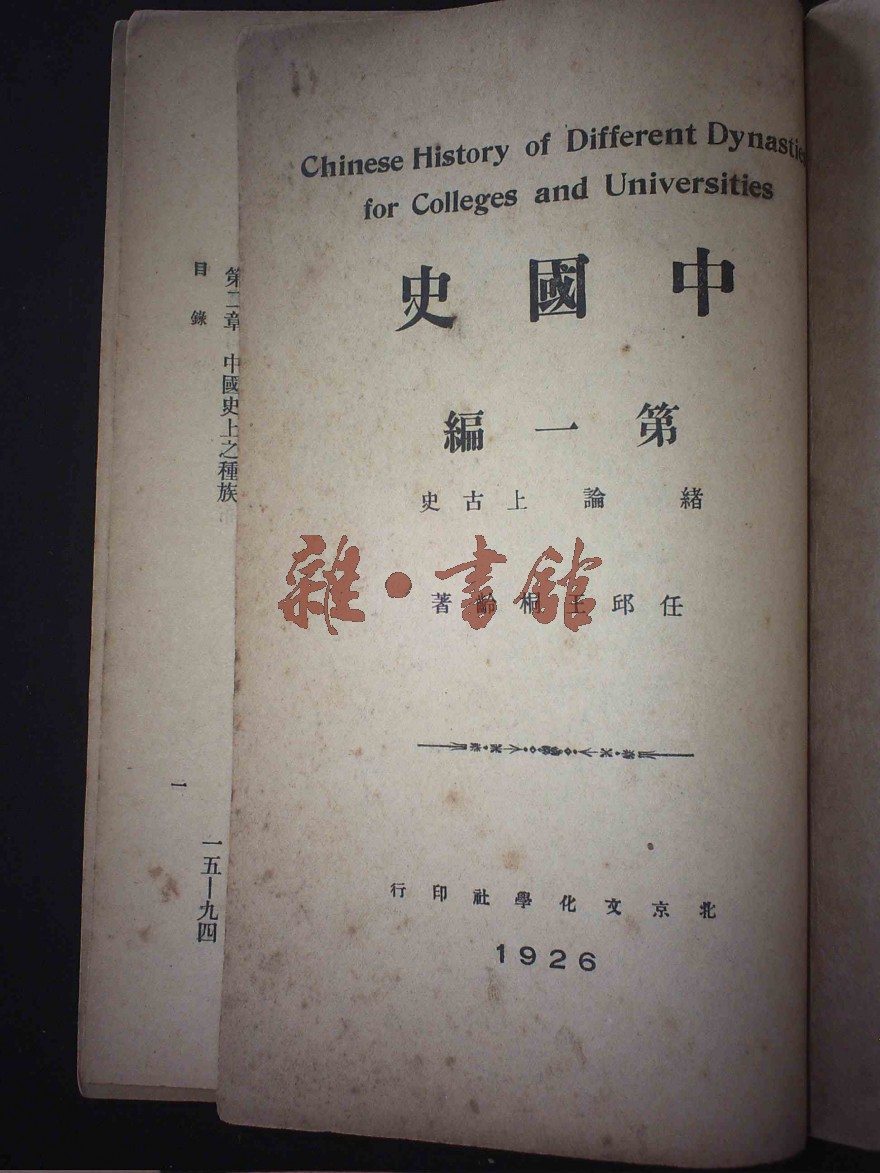 Chinese History of Different Dynastie
for Colleges and Universities
中國史
第一編
緒論 上古史
任邱王桐齡著
雜·書館
北京文化學社印行
1926
第二章 中國史上之種族
一五—九四
目錄
一